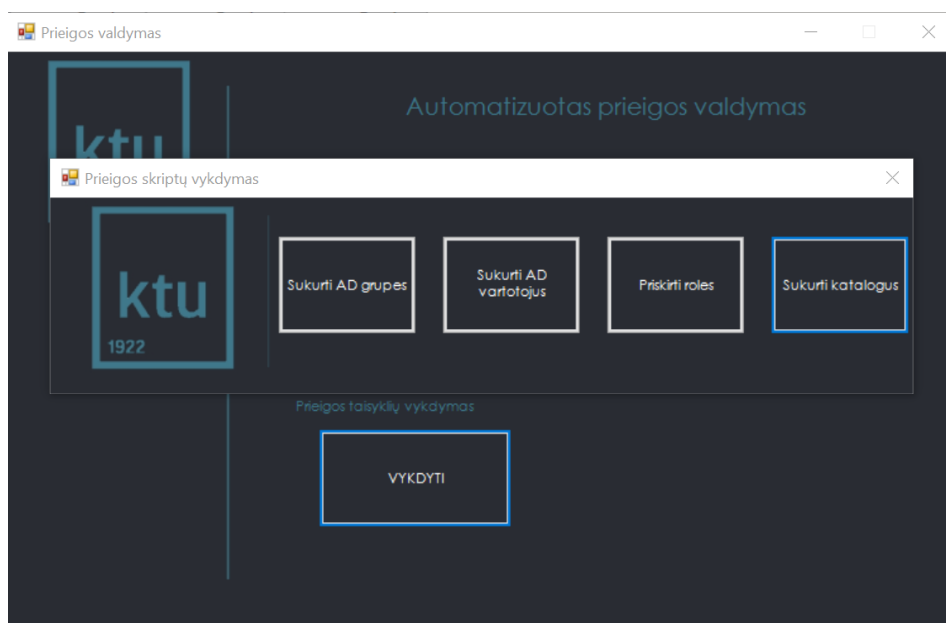 Prieigos valdymas
Automatizuotas prieigos valdymas
ktu
Prieigos skriptų vykdymas
ktu
1922
Sukurti AD grupes
Sukurti AD
vartotojus
Priskirti roles
Sukurti katalogus
Prieigos taisyklių vykdymas
VYKDYTI